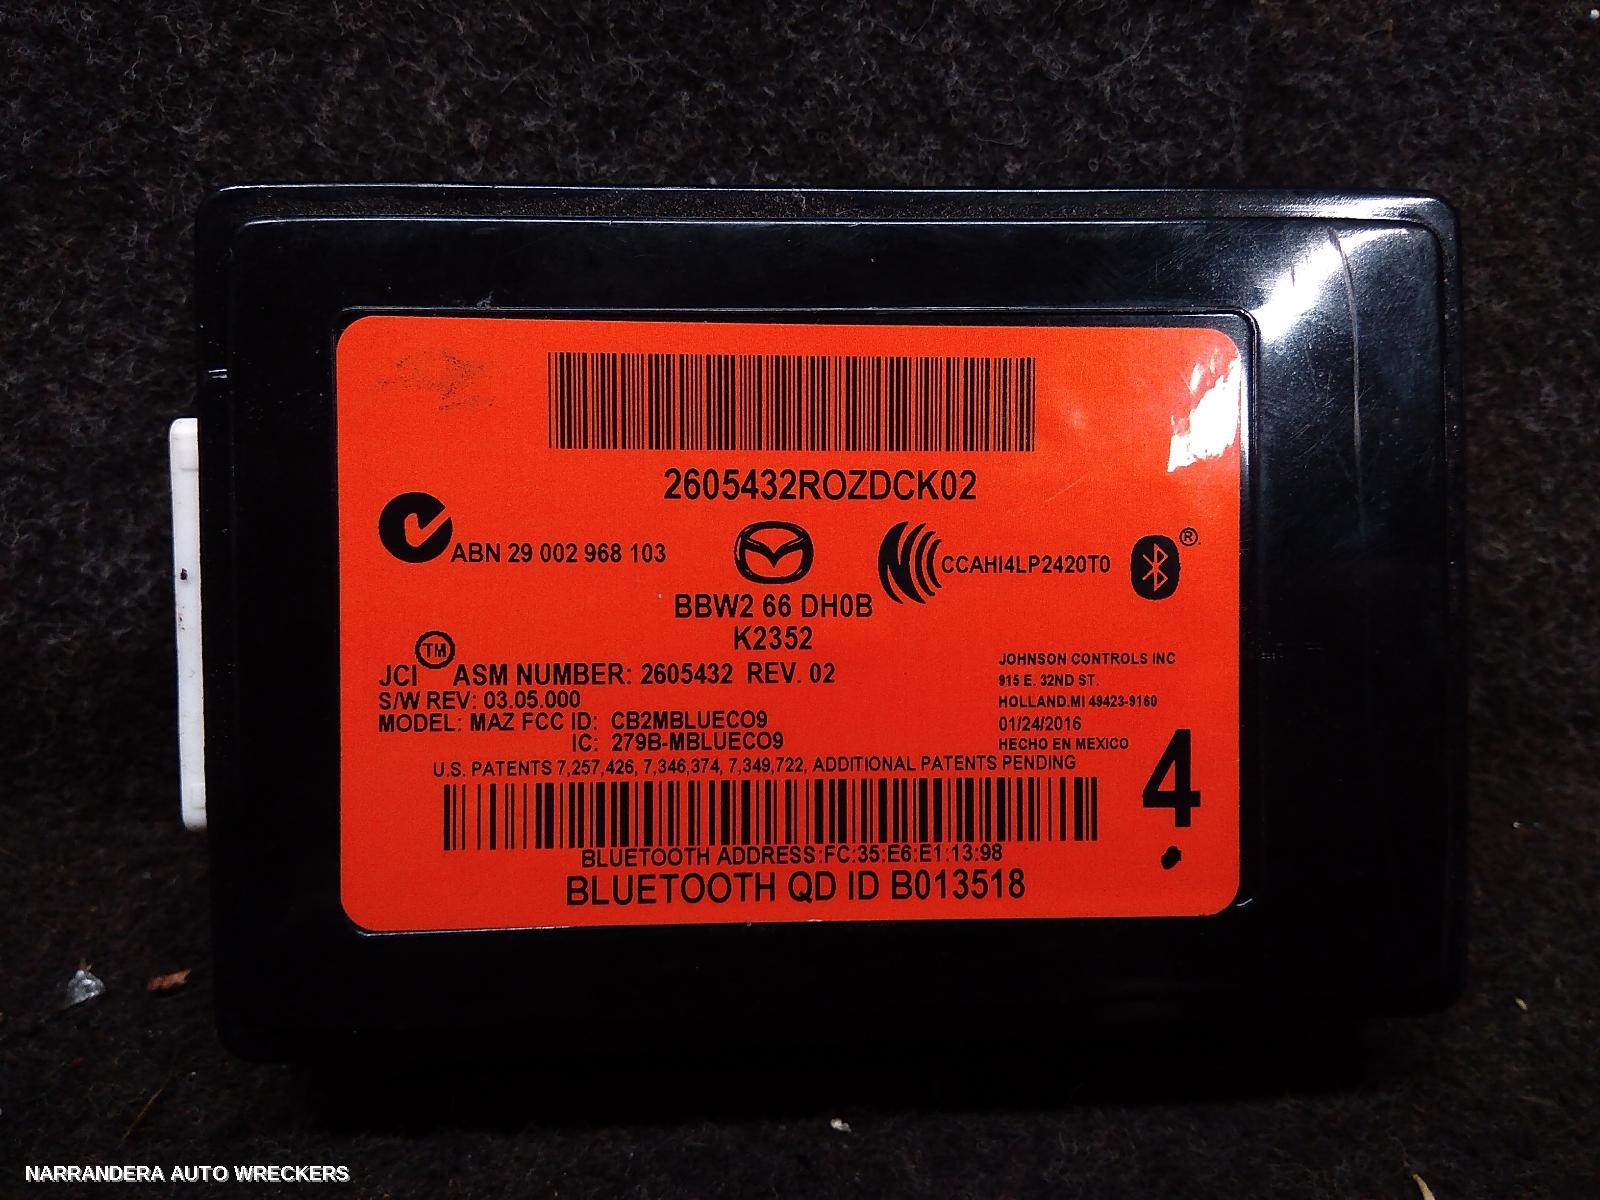 2605432ROZDCK02
ABN 29 002 968 103
CCAHI4LP2420T0
®
BBW2 66 DH0B
K2352
JCI TM ASM NUMBER: 2605432 REV. 02
S/W REV: 03.05.000
MODEL: MAZ FCC ID: CB2MBLUEC09
IC: 279B-MBLUEC09
JOHNSON CONTROLS INC
915 E. 32ND ST.
HOLLAND.MI 49423-9160
01/24/2016
HECHO EN MEXICO
4
U.S. PATENTS 7,257,426, 7,346,374, 7,349,722, ADDITIONAL PATENTS PENDING
BLUETOOTH ADDRESS:FC:35:E6:E1:13:98
BLUETOOTH QD ID B013518
NARRANDERA AUTO WRECKERS